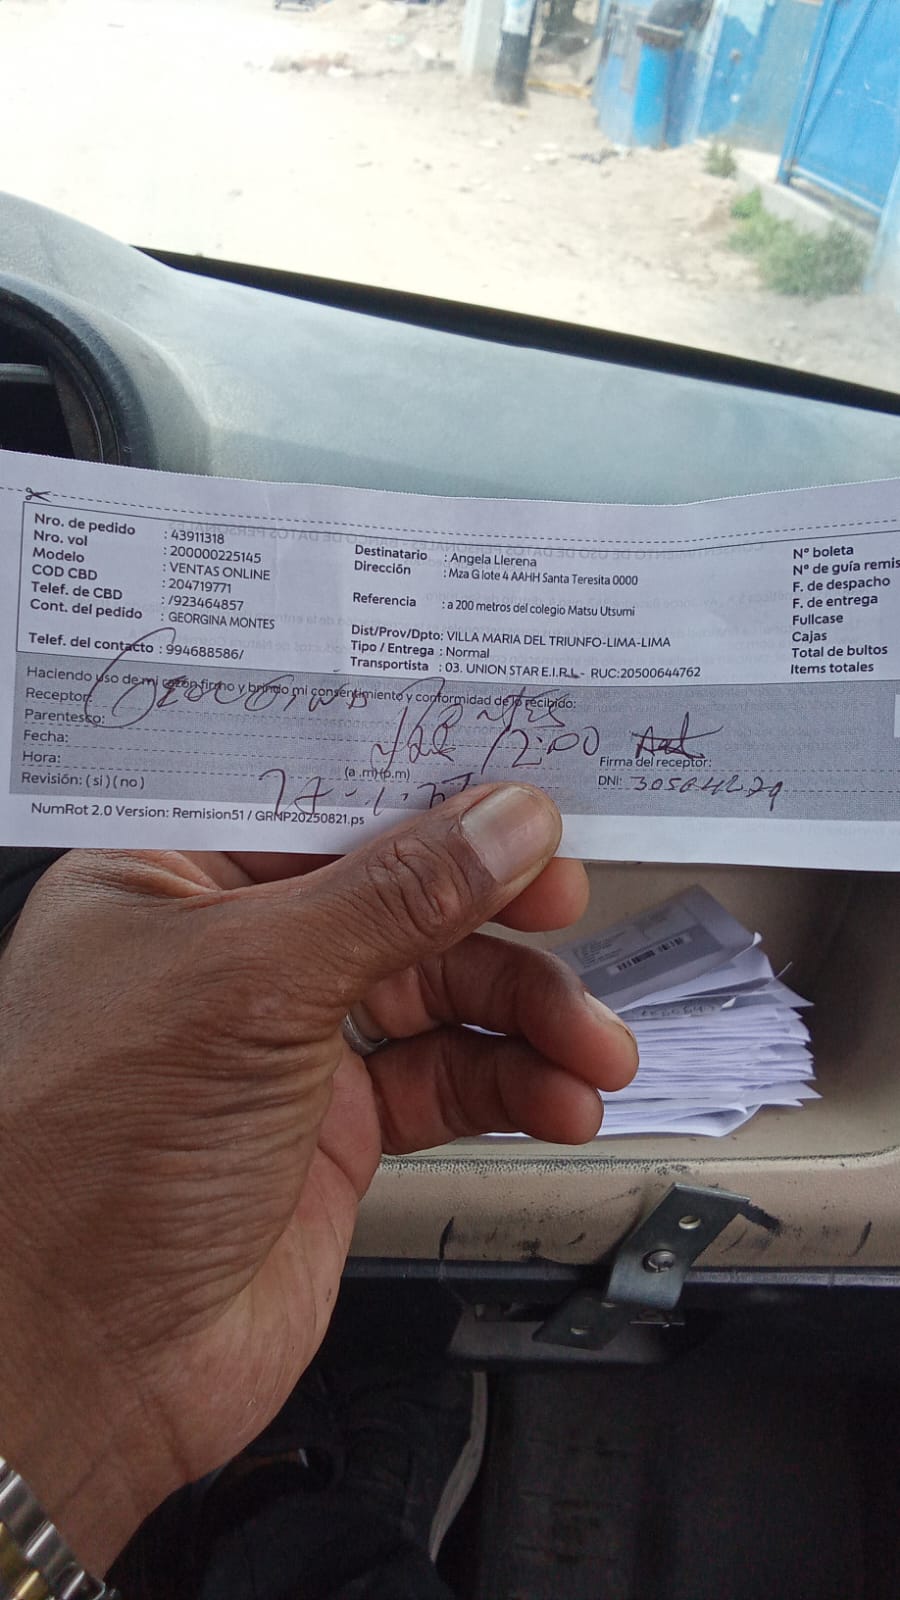 Nro. de pedido : 43911318
Nro. vol : 200000225145
Modelo : VENTAS ONLINE
COD CBD : 204719771
Telef. de CBD : /923464857
Cont. del pedido : GEORGINA MONTES
Telef. del contacto : 994688586/
Destinatario : Angela Llerena
Dirección : Mza G lote 4 AAHH Santa Teresita 0000
Referencia : a 200 metros del colegio Matsu Utsumi
Dist/Prov/Dpto: VILLA MARIA DEL TRIUNFO-LIMA-LIMA
Tipo / Entrega : Normal
Transportista : 03. UNION STAR E.I.R.L - RUC:20500644762
Nº boleta
Nº de guía remis
F. de despacho
F. de entrega
Fullcase
Cajas
Total de bultos
Items totales
Haciendo uso de mi razón firmo y brindo mi consentimiento y conformidad de lo recibido:
Receptor:
Parentesco:
Fecha:
12:00
Hora: (a .m)(p.m)
Revisión: ( si ) ( no )
Firma del receptor:
DNI:
NumRot 2.0 Version: Remision51 / GRMP20250821.ps